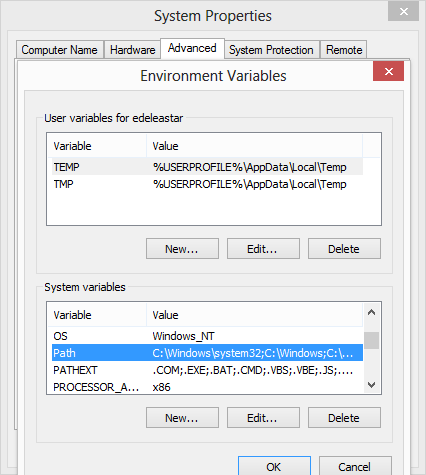 System Properties
Computer Name Hardware Advanced System Protection Remote
Environment Variables
User variables for edeleastar
Variable Value
TEMP %USERPROFILE%\AppData\Local\Temp
TMP %USERPROFILE%\AppData\Local\Temp
New... Edit... Delete
System variables
Variable Value
OS Windows_NT
Path C:\Windows\system32;C:\Windows;C:\...
PATHEXT .COM;.EXE;.BAT;.CMD;.VBS;.VBE;.JS;....
PROCESSOR_A... x86
New... Edit... Delete
OK Cancel